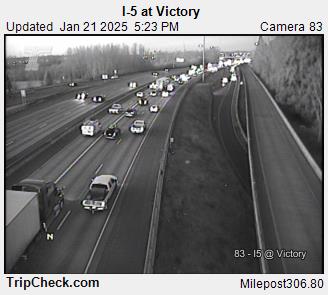 I-5 at Victory
Updated  Jan 21 2025  5:23 PM
Camera 83
N
83 - I5 @ Victory
TripCheck.com
Milepost306.80